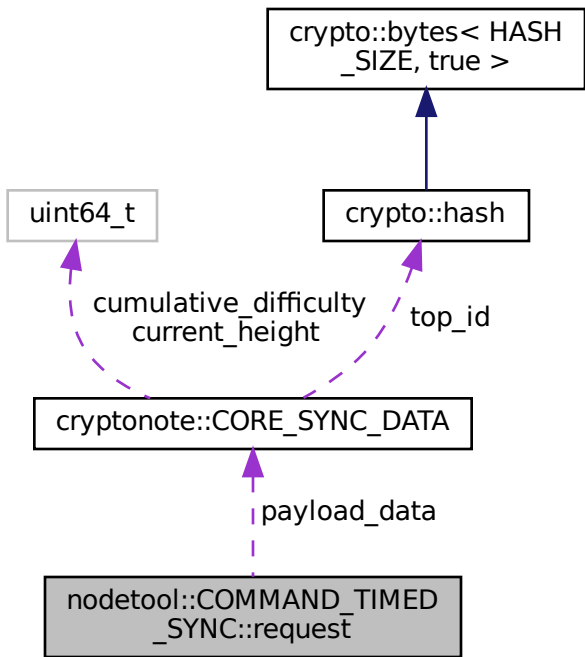 crypto::bytes< HASH
_SIZE, true >
uint64_t
crypto::hash
cumulative_difficulty
current_height
top_id
cryptonote::CORE_SYNC_DATA
payload_data
nodetool::COMMAND_TIMED
_SYNC::request